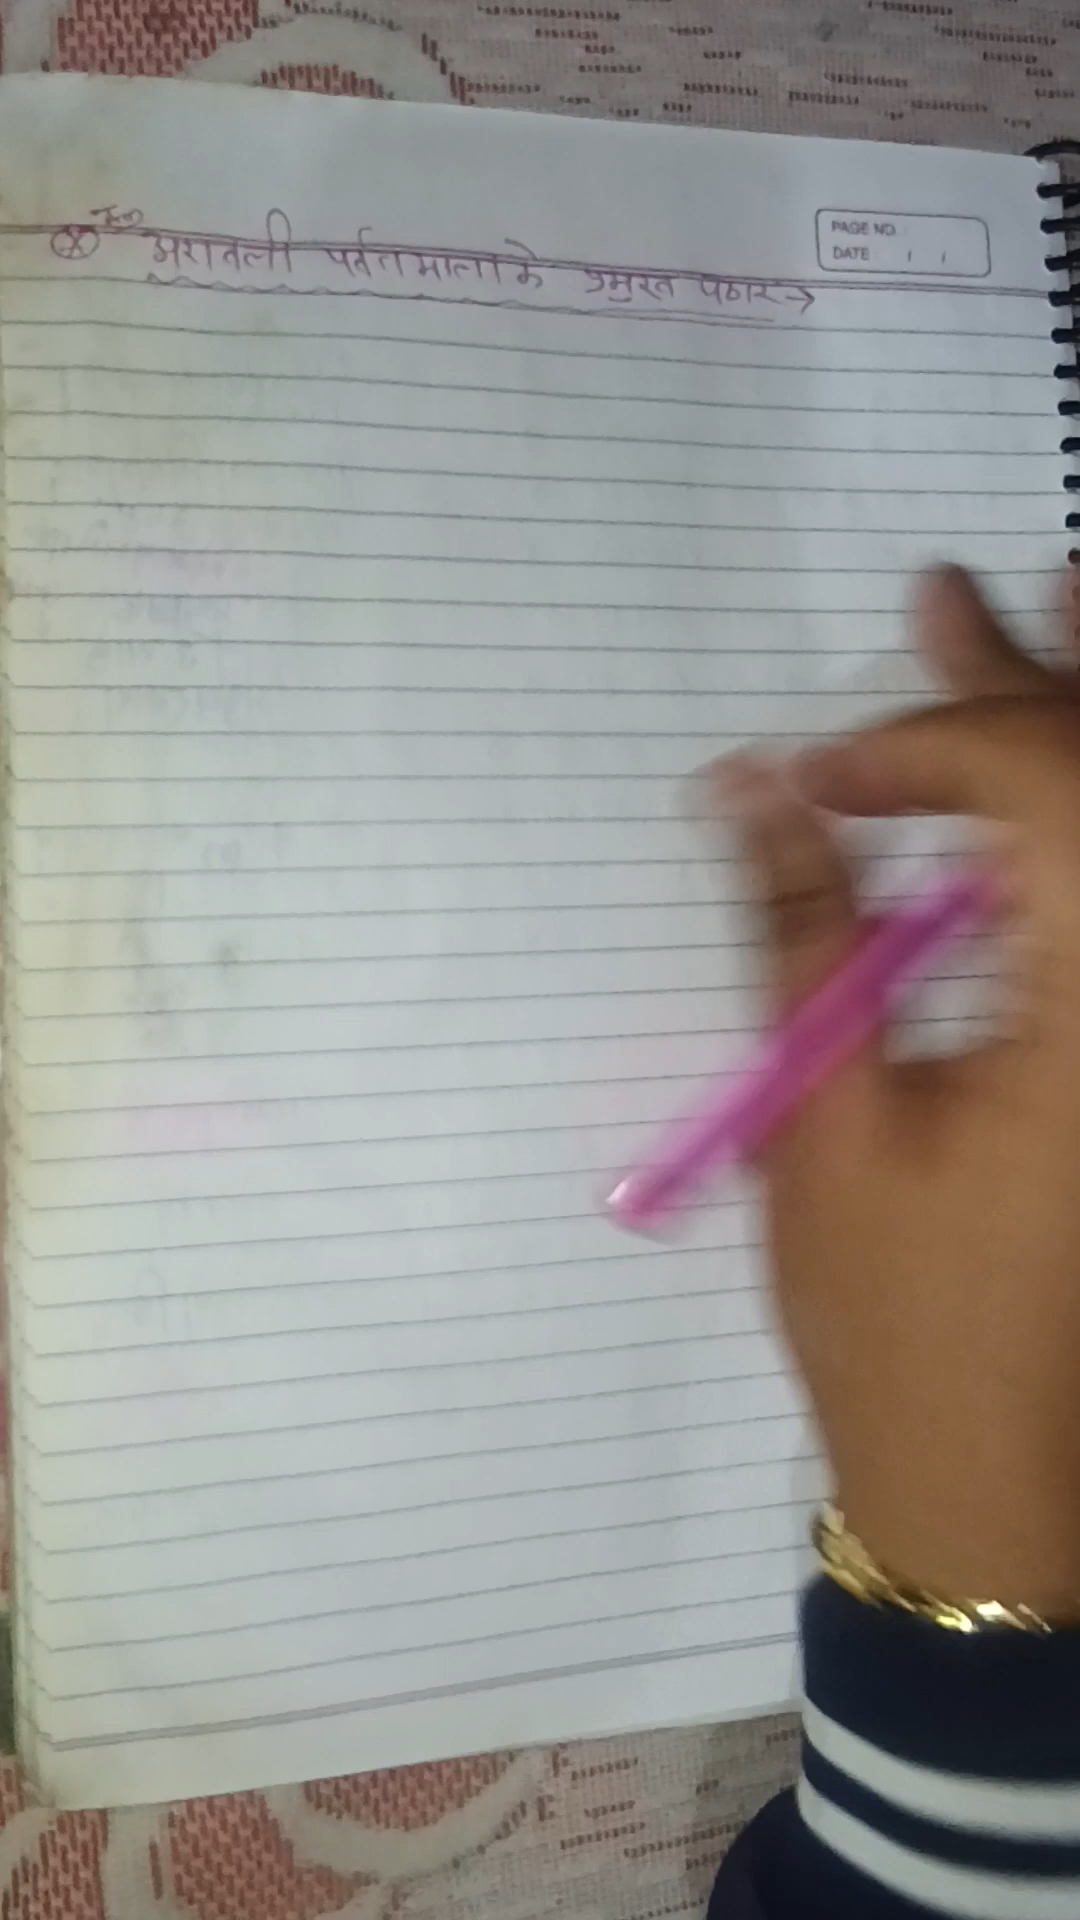 अरावली पर्वतमाला के प्रमुख पठार →
PAGE NO
DATE / /